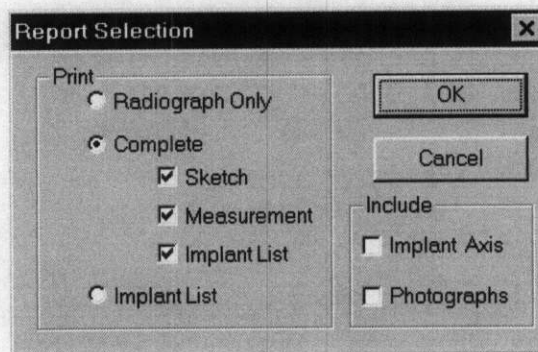 Report Selection
Print
Radiograph Only
Complete
Sketch
Measurement
Implant List
Implant List
OK
Cancel
Include
Implant Axis
Photographs